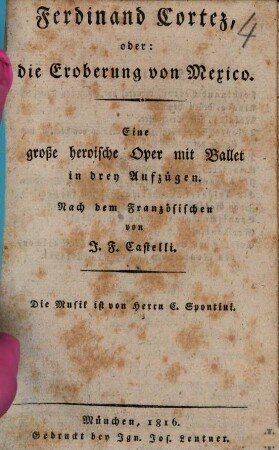 Ferdinand Cortez,
4
oder:
die Eroberung von Mexico.
Eine
große heroische Oper mit Ballet
in drey Aufzügen.
Nach dem Französischen
von
J. F. Castelli.
Die Musik ist von Herrn C. Spontini.
München, 1816.
Gedruckt bey Ign. Jos. Lentner.